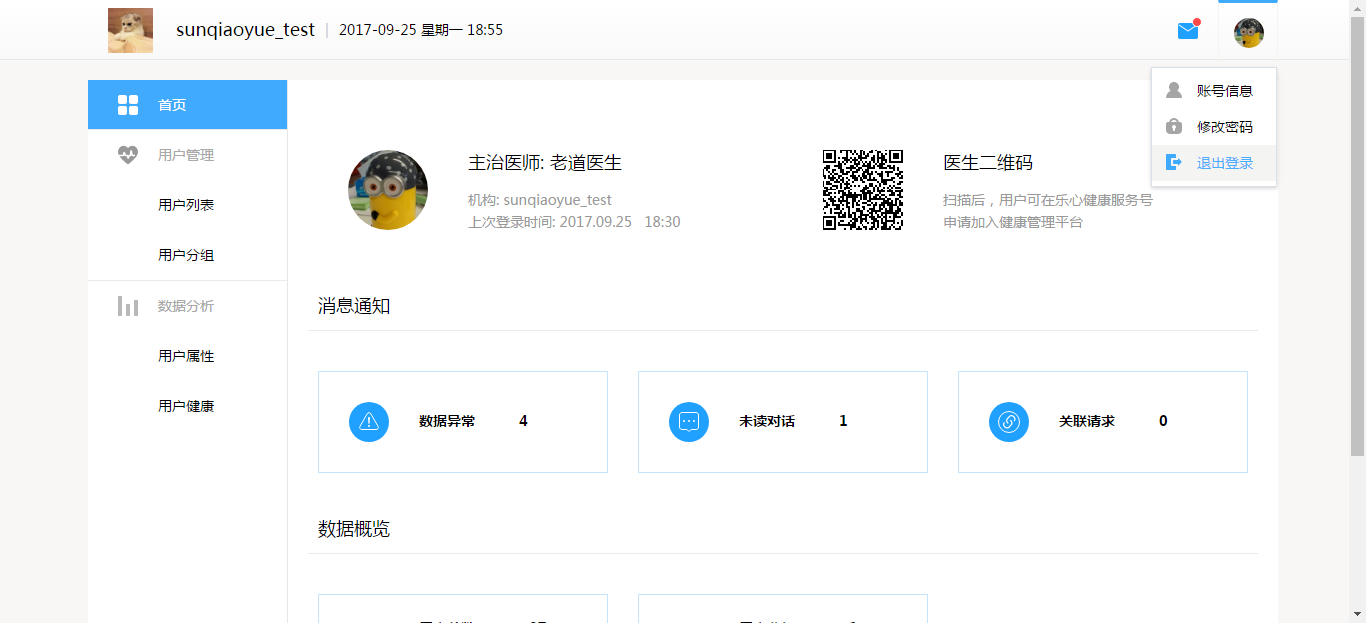 sunqiaoyue_test | 2017-09-25 星期一 18:55
账号信息
修改密码
退出登录
首页
用户管理
用户列表
用户分组
数据分析
用户属性
用户健康
主治医师: 老道医生
机构: sunqiaoyue_test
上次登录时间: 2017.09.25 18:30
医生二维码
扫描后，用户可在乐心健康服务号
申请加入健康管理平台
消息通知
数据异常 4
未读对话 1
关联请求 0
数据概览